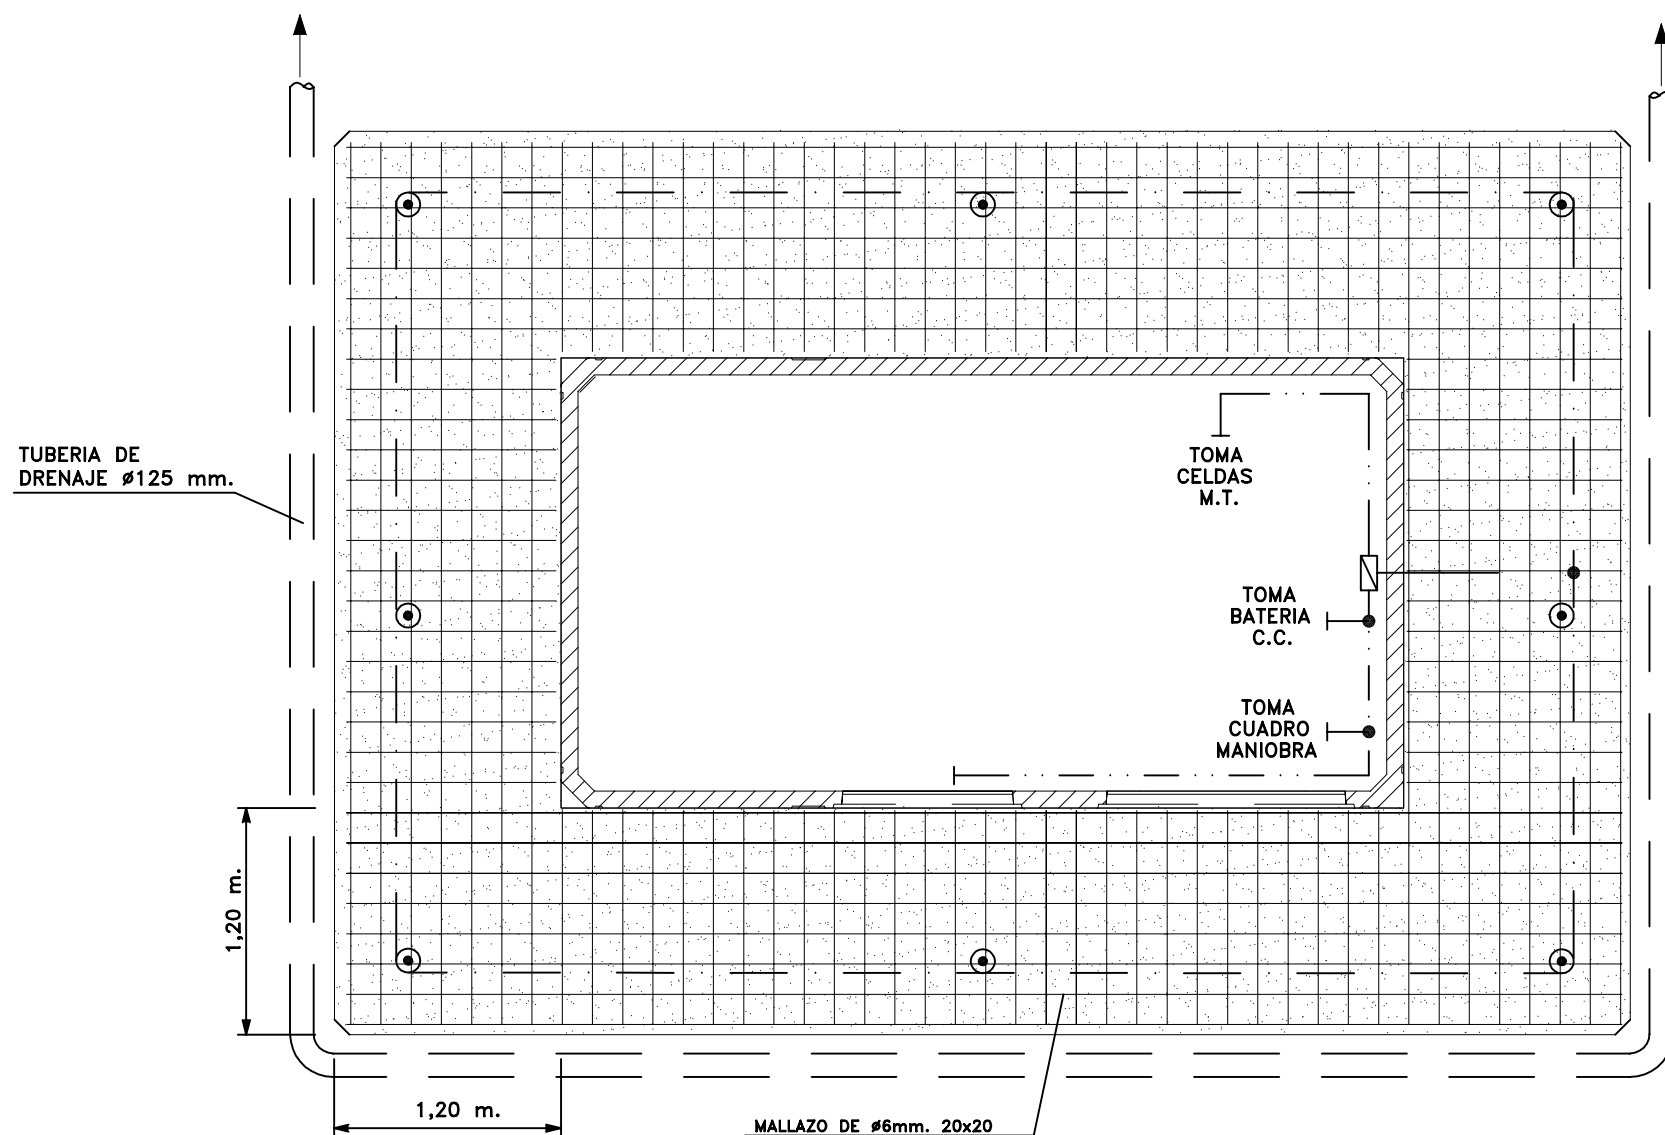 TUBERIA DE
DRENAJE ø125 mm.
TOMA
CELDAS
M.T.
TOMA
BATERIA
C.C.
TOMA
CUADRO
MANIOBRA
1,20 m.
1,20 m.
MALLAZO DE ø6mm. 20x20